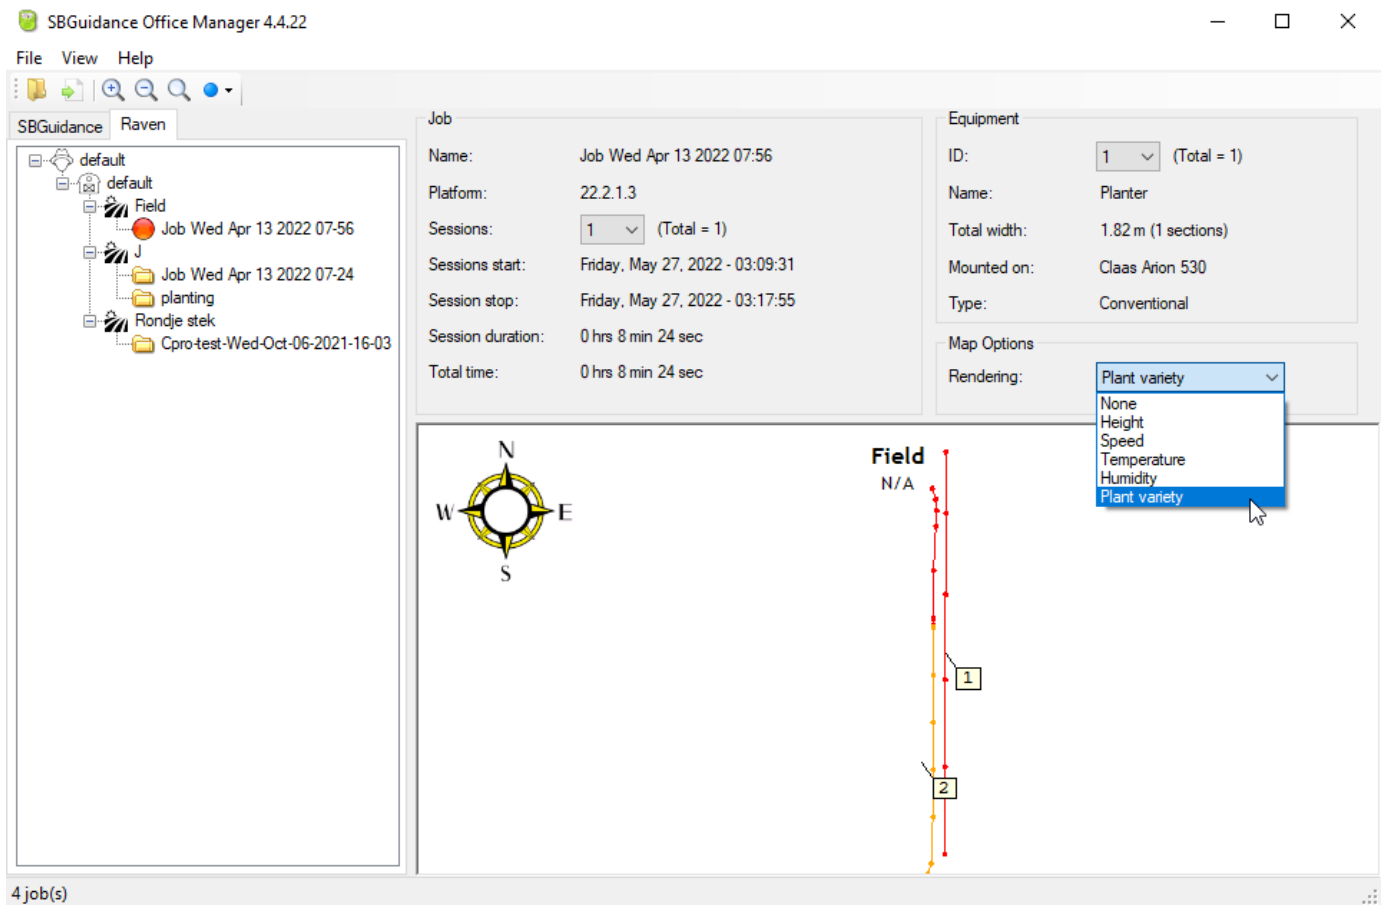 SBGuidance Office Manager 4.4.22
File View Help
SBGuidance Raven
default
default
Field
Job Wed Apr 13 2022 07-56
J
Job Wed Apr 13 2022 07-24
planting
Rondje stek
Cpro-test-Wed-Oct-06-2021-16-03
Job
Name: Job Wed Apr 13 2022 07:56
Platform: 22.2.1.3
Sessions: 1 (Total = 1)
Sessions start: Friday, May 27, 2022 - 03:09:31
Session stop: Friday, May 27, 2022 - 03:17:55
Session duration: 0 hrs 8 min 24 sec
Total time: 0 hrs 8 min 24 sec
Equipment
ID: 1 (Total = 1)
Name: Planter
Total width: 1.82 m (1 sections)
Mounted on: Claas Arion 530
Type: Conventional
Map Options
Rendering: Plant variety
None
Height
Speed
Temperature
Humidity
Plant variety
N
W E
S
Field
N/A
1
2
4 job(s)